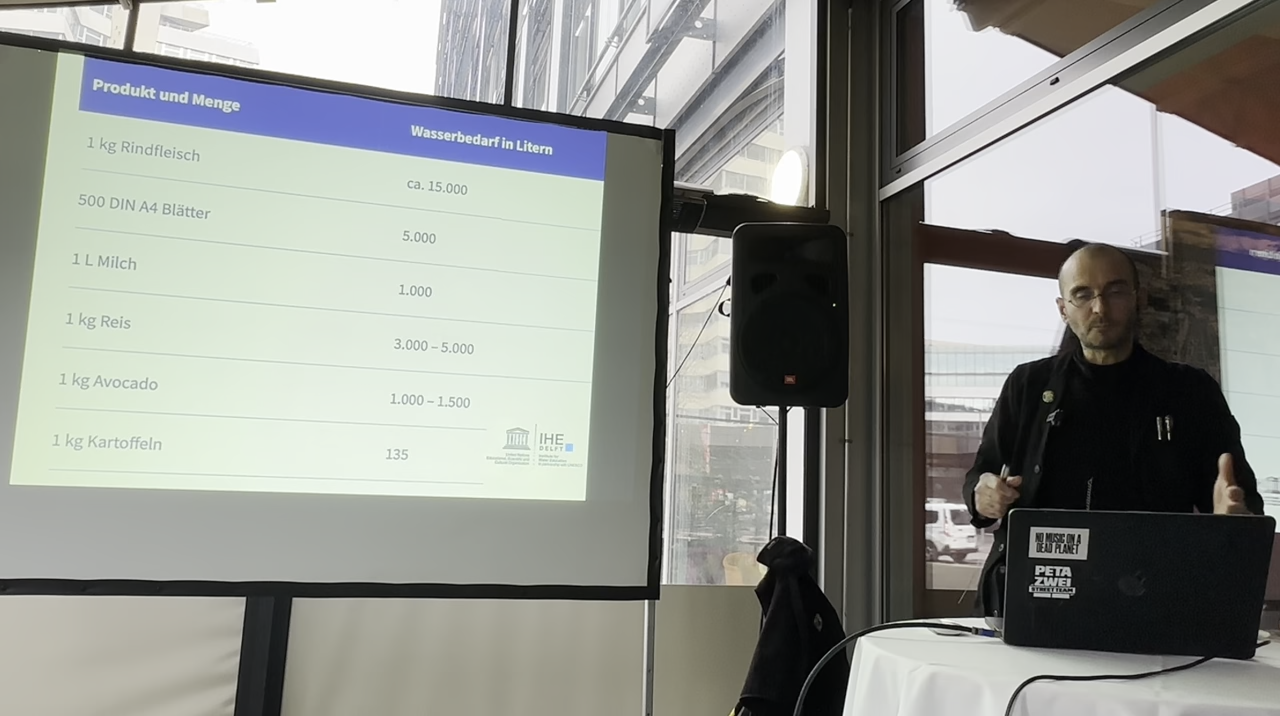 Produkt und Menge
Wasserbedarf in Litern
1 kg Rindfleisch
ca. 15.000
500 DIN A4 Blätter
5.000
1 L Milch
1.000
1 kg Reis
3.000 – 5.000
1 kg Avocado
1.000 – 1.500
1 kg Kartoffeln
135
IHE
DELFT
NO MUSIC ON A
DEAD PLANET
PETA
ZWEI
STREET TEAM
JBL